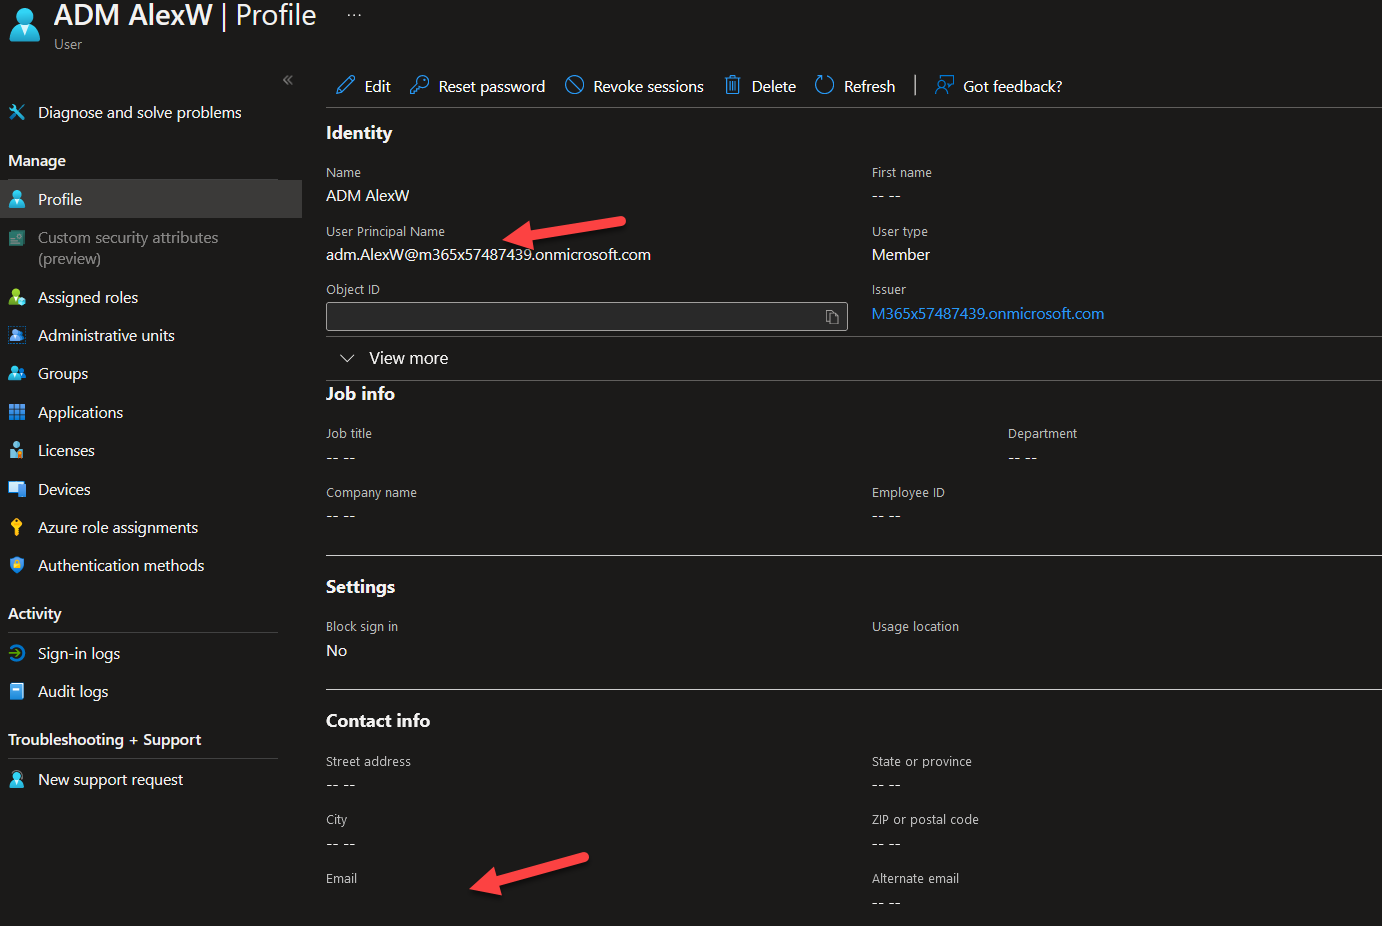 ADM AlexW | Profile ...
User
«
Diagnose and solve problems
Manage
Profile
Custom security attributes
(preview)
Assigned roles
Administrative units
Groups
Applications
Licenses
Devices
Azure role assignments
Authentication methods
Activity
Sign-in logs
Audit logs
Troubleshooting + Support
New support request
Edit Reset password Revoke sessions Delete Refresh | Got feedback?
Identity
Name First name
ADM AlexW -- --
User Principal Name User type
adm.AlexW@m365x57487439.onmicrosoft.com Member
Object ID Issuer
M365x57487439.onmicrosoft.com
View more
Job info
Job title Department
-- -- -- --
Company name Employee ID
-- -- -- --
Settings
Block sign in Usage location
No
Contact info
Street address State or province
-- -- -- --
City ZIP or postal code
-- -- -- --
Email Alternate email
-- --